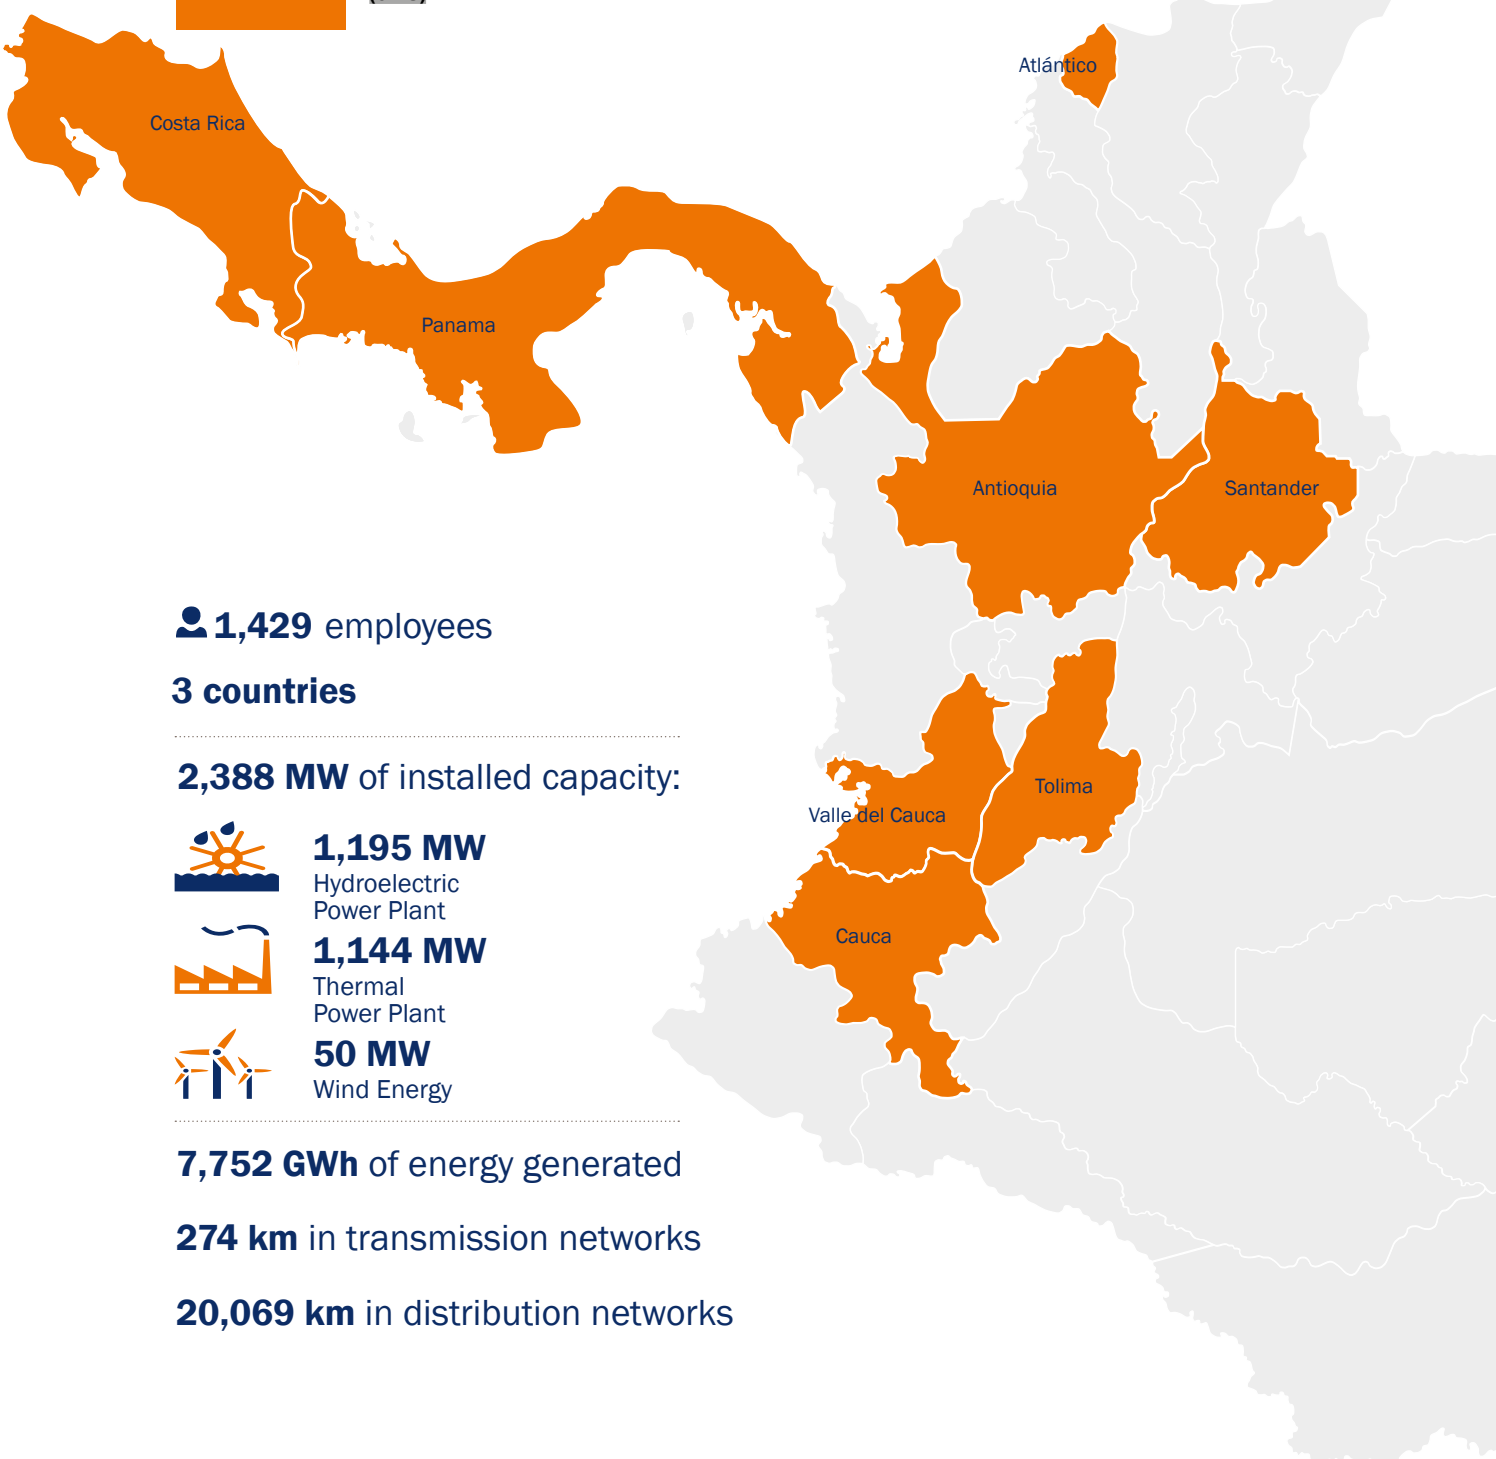 Atlántico
Costa Rica
Panama
Antioquia
Santander
1,429 employees
3 countries
2,388 MW of installed capacity:
Tolima
Valle del Cauca
1,195 MW
Hydroelectric
Power Plant
Cauca
1,144 MW
Thermal
Power Plant
50 MW
Wind Energy
7,752 GWh of energy generated
274 km in transmission networks
20,069 km in distribution networks